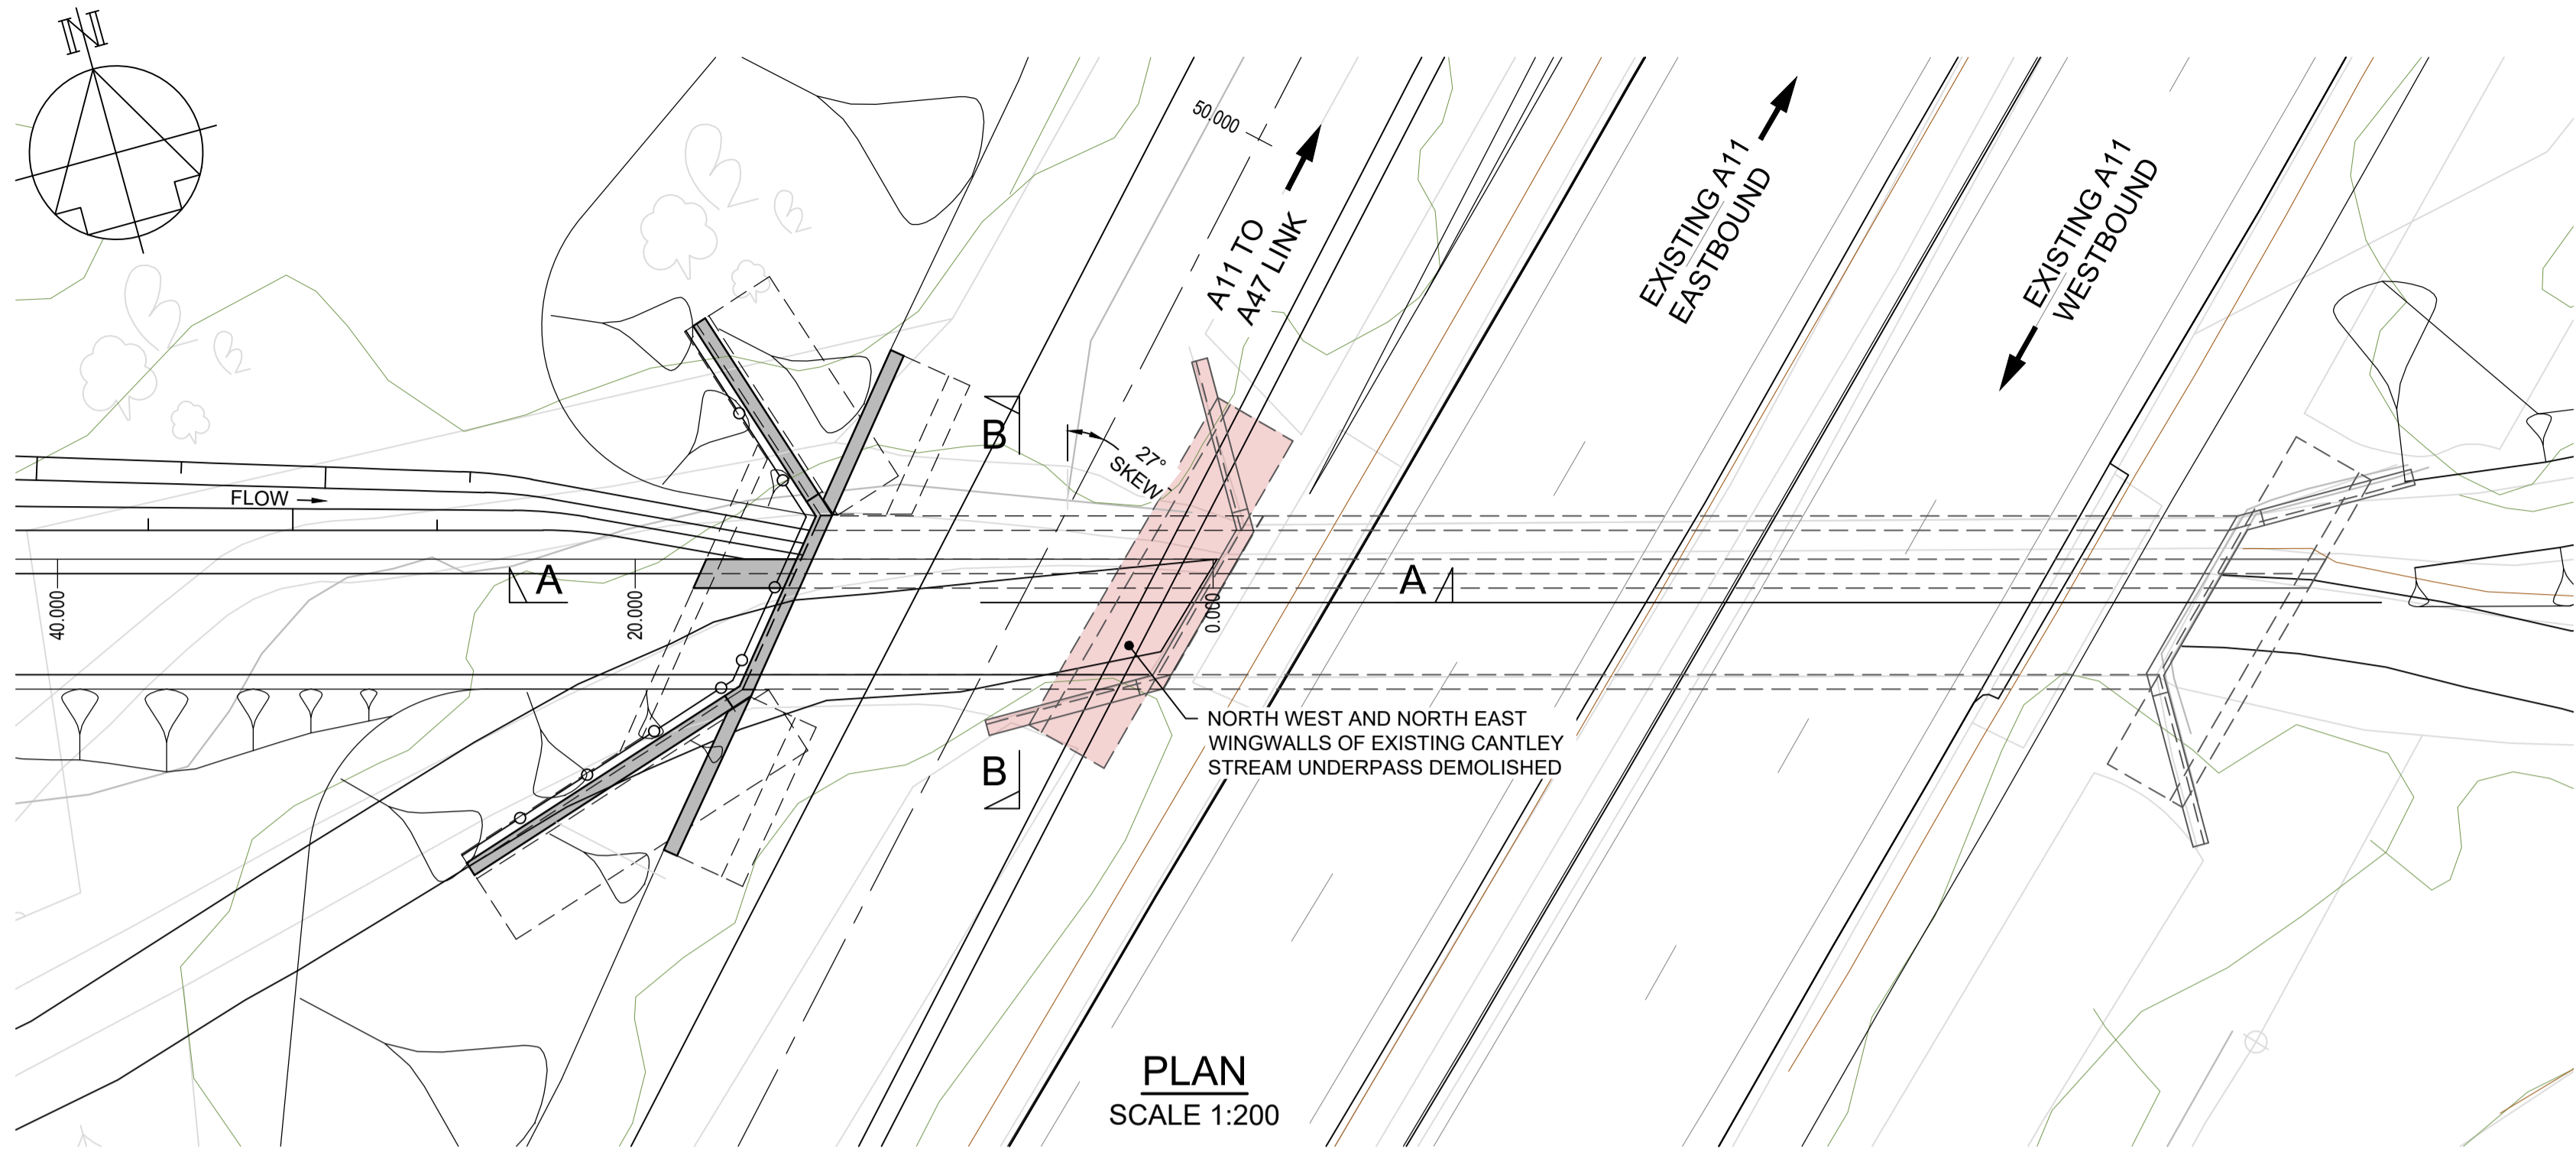 N
50.000
A11 TO
A47 LINK
EXISTING A11
EASTBOUND
EXISTING A11
WESTBOUND
B
27°
SKEW
FLOW
A
A
40.000
20.000
0.000
NORTH WEST AND NORTH EAST
WINGWALLS OF EXISTING CANTLEY
STREAM UNDERPASS DEMOLISHED
B
PLAN
SCALE 1:200